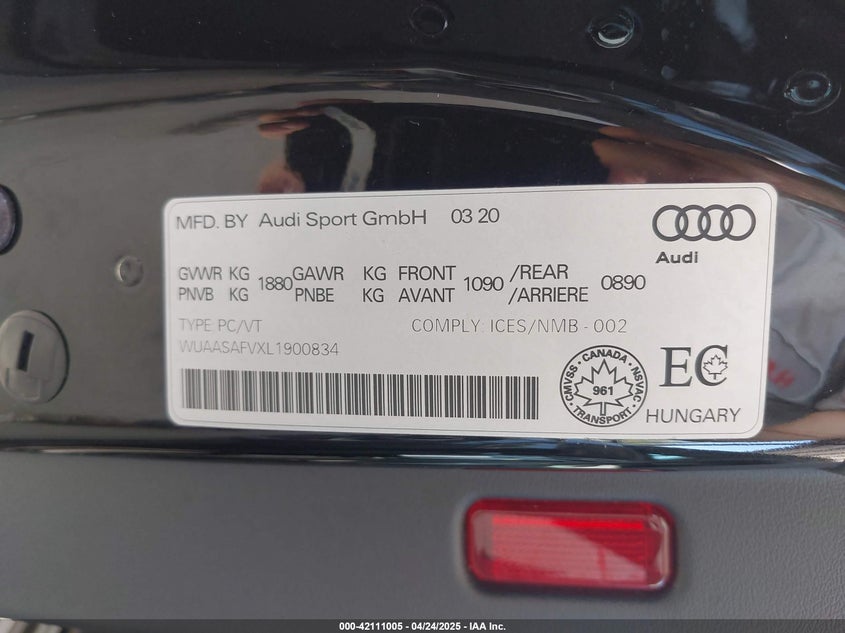 MFD. BY Audi Sport GmbH 03 20
Audi
GVWR KG 1880 GAWR KG FRONT 1090 /REAR 0890
PNVB KG PNBE KG AVANT /ARRIERE
TYPE: PC/VT COMPLY: ICES/NMB - 002
WUAASAFVXL1900834
CANADA
CMVSS · NSVAC
961
TRANSPORT
EC
HUNGARY
000-42111005 - 04/24/2025 - IAA Inc.